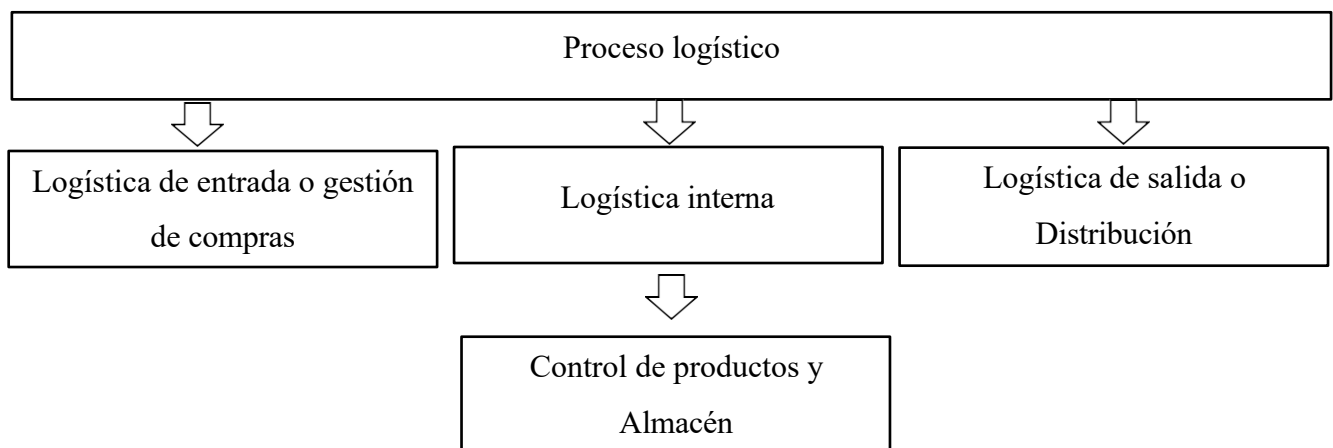 Proceso logístico
Logística de entrada o gestión
de compras
Logística interna
Logística de salida o
Distribución
Control de productos y
Almacén